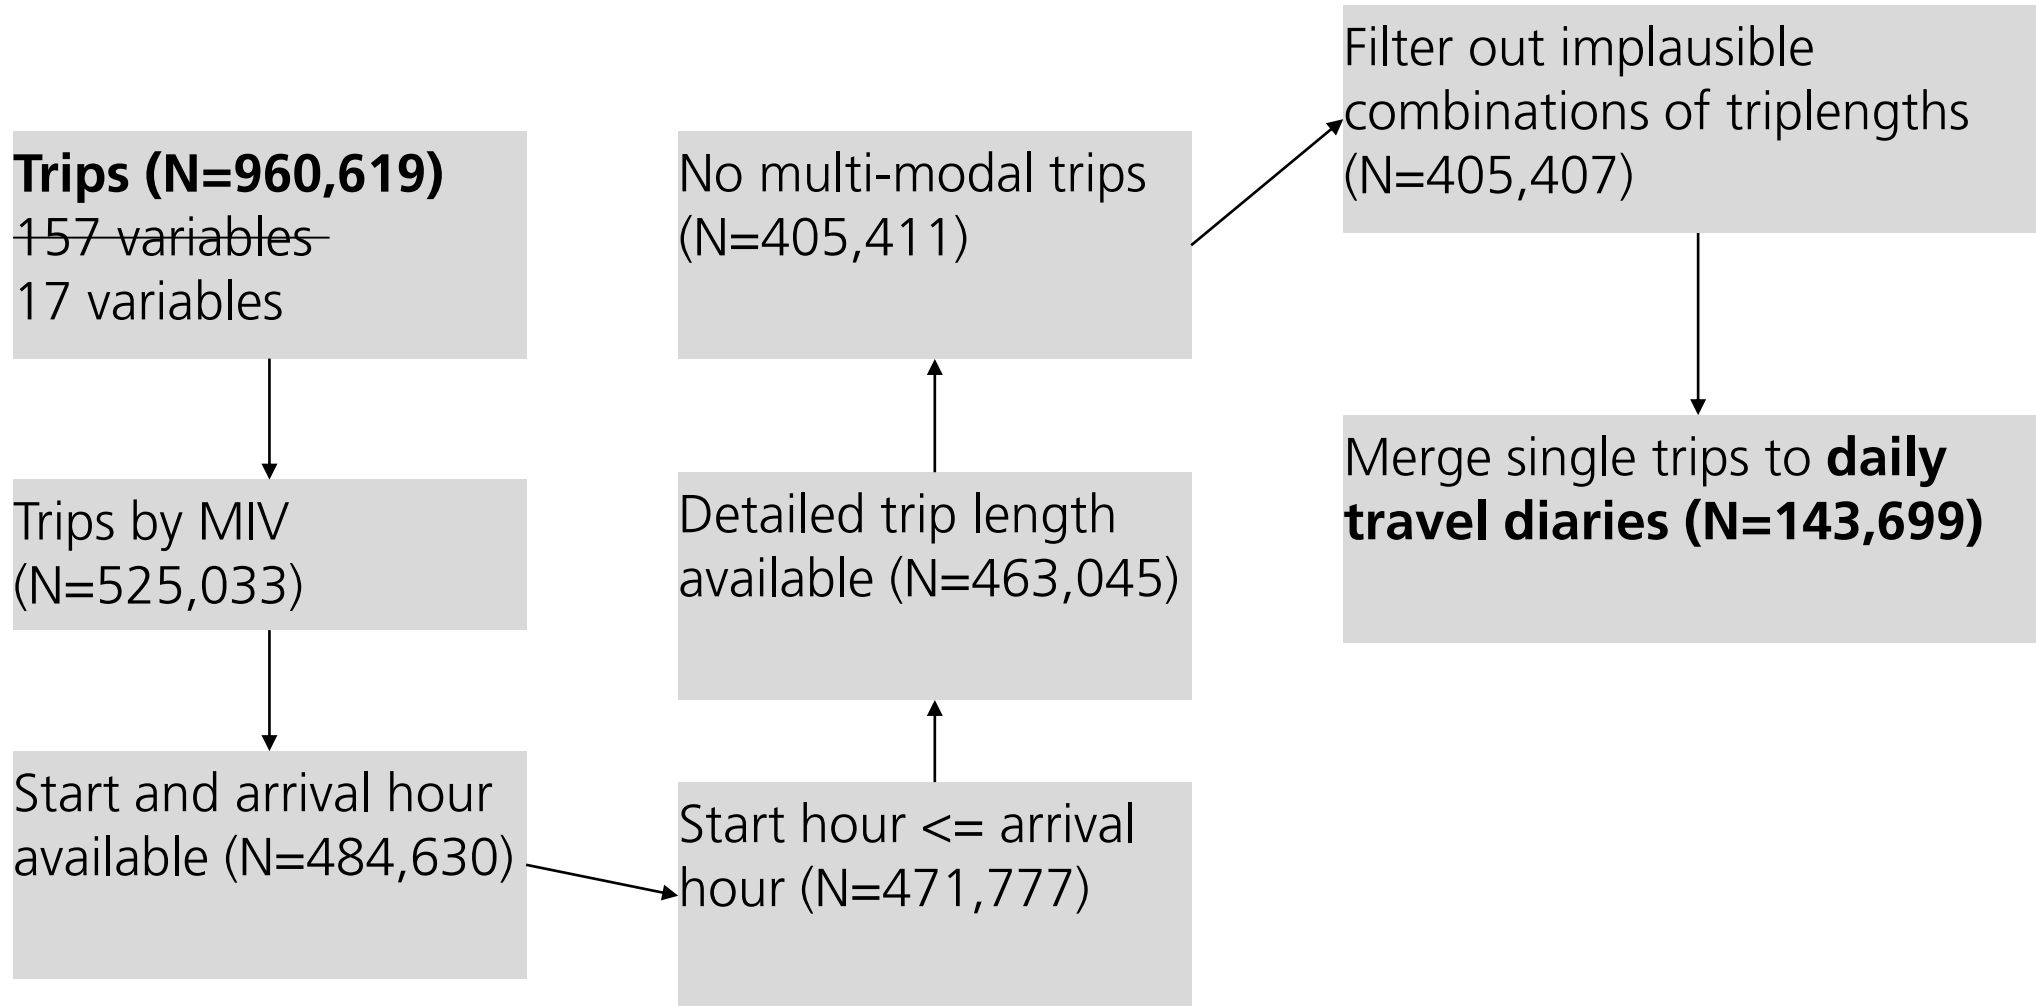 Trips (N=960,619)
157 variables
17 variables
Trips by MIV
(N=525,033)
Start and arrival hour
available (N=484,630)
Start hour <= arrival
hour (N=471,777)
Detailed trip length
available (N=463,045)
No multi-modal trips
(N=405,411)
Filter out implausible
combinations of triplengths
(N=405,407)
Merge single trips to daily
travel diaries (N=143,699)